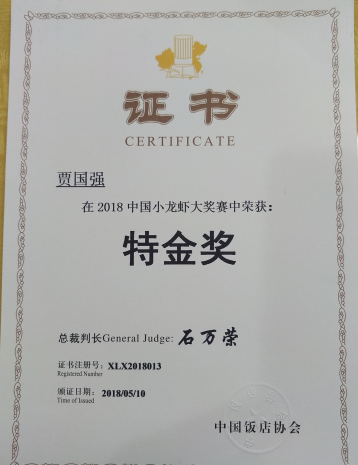 证书
CERTIFICATE
贾国强
在2018中国小龙虾大奖赛中荣获：
特金奖
总裁判长General Judge: 石万荣
证书注册号： XLX2018013
Registered Number
颁证日期： 2018/05/10
Time of Issued
中国饭店协会